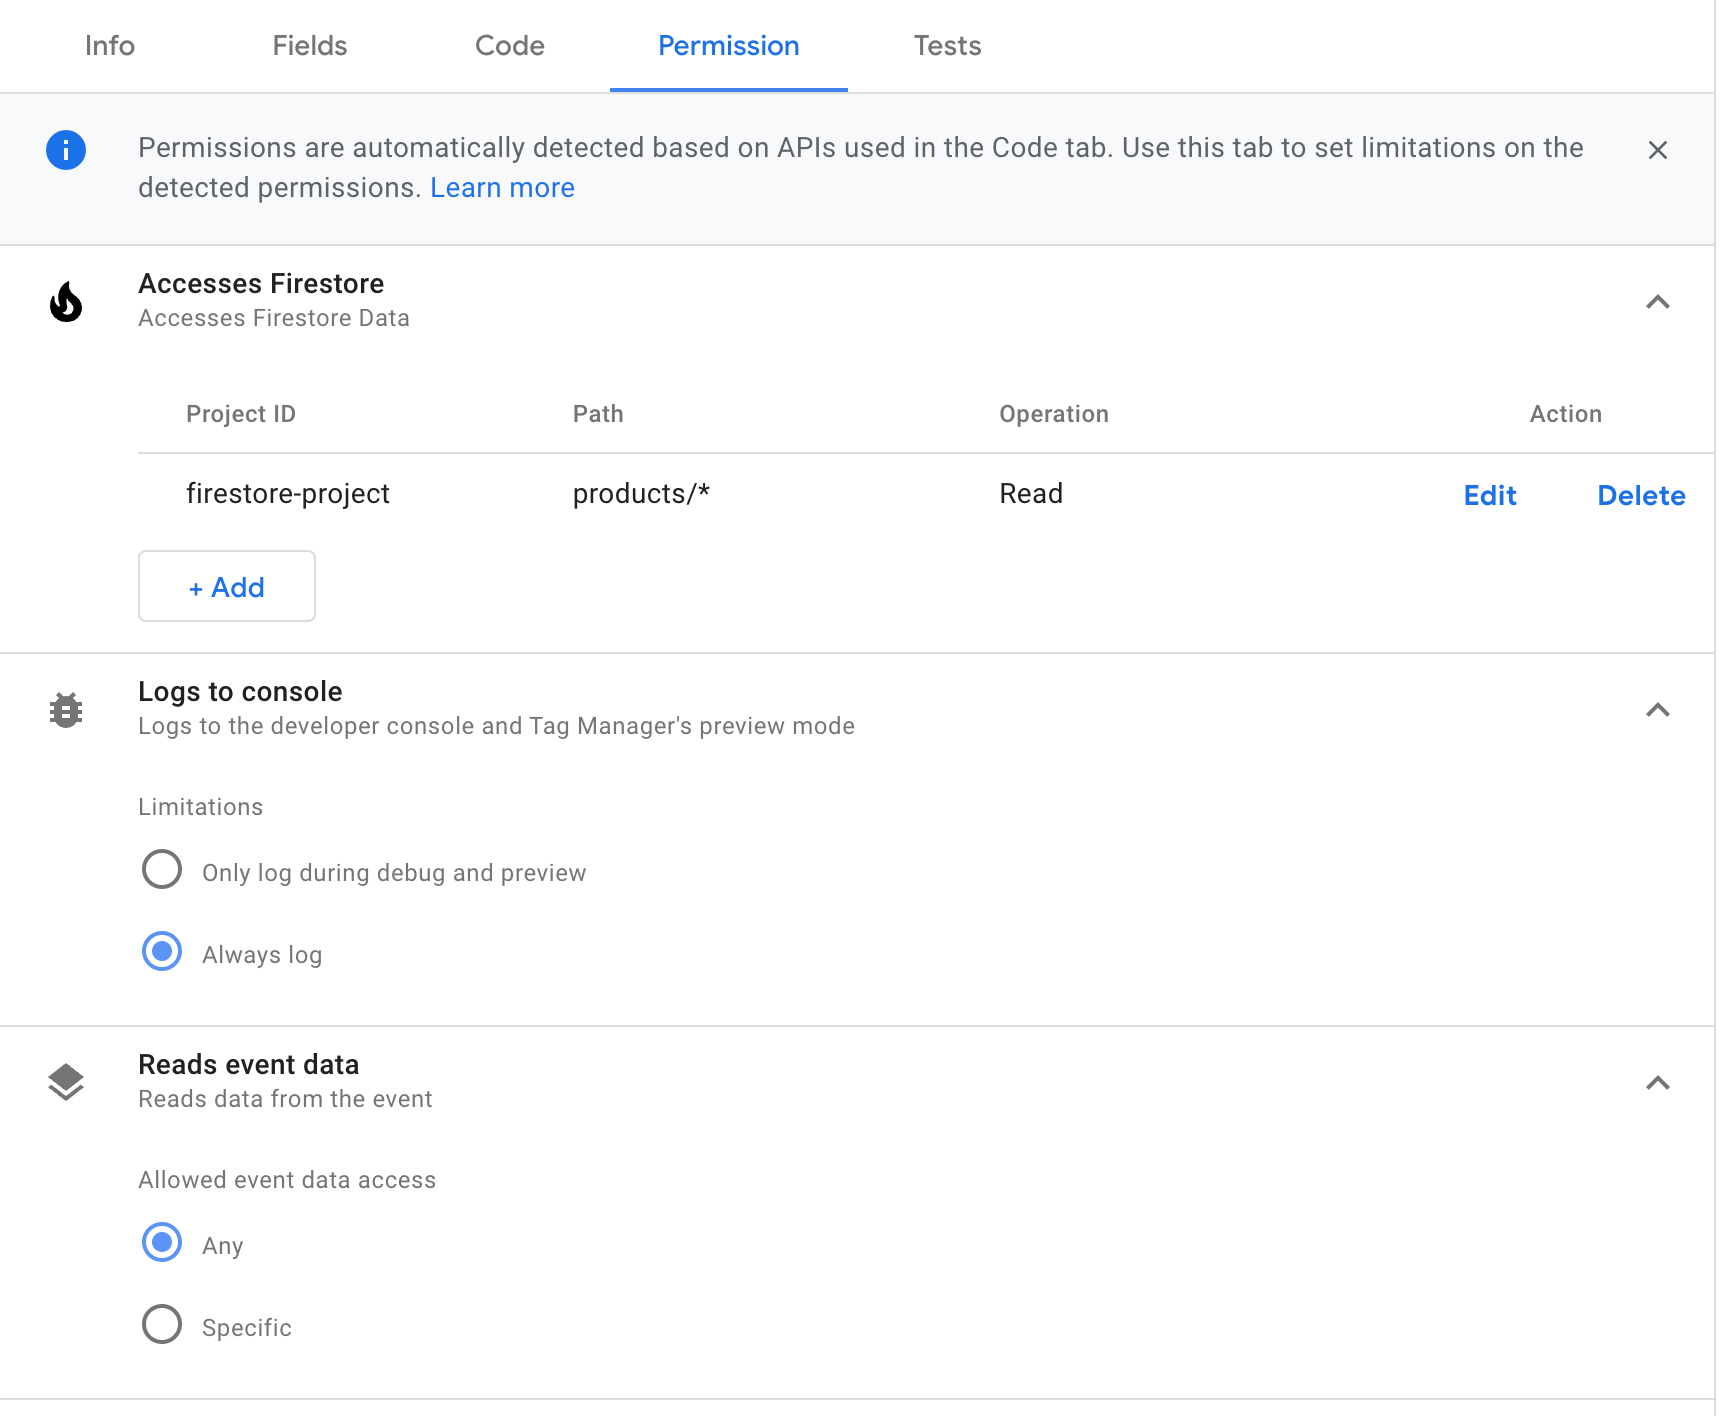 Info Fields Code Permission Tests
Permissions are automatically detected based on APIs used in the Code tab. Use this tab to set limitations on the
detected permissions. Learn more
Accesses Firestore
Accesses Firestore Data
Project ID Path Operation Action
firestore-project products/* Read Edit Delete
+ Add
Logs to console
Logs to the developer console and Tag Manager's preview mode
Limitations
Only log during debug and preview
Always log
Reads event data
Reads data from the event
Allowed event data access
Any
Specific